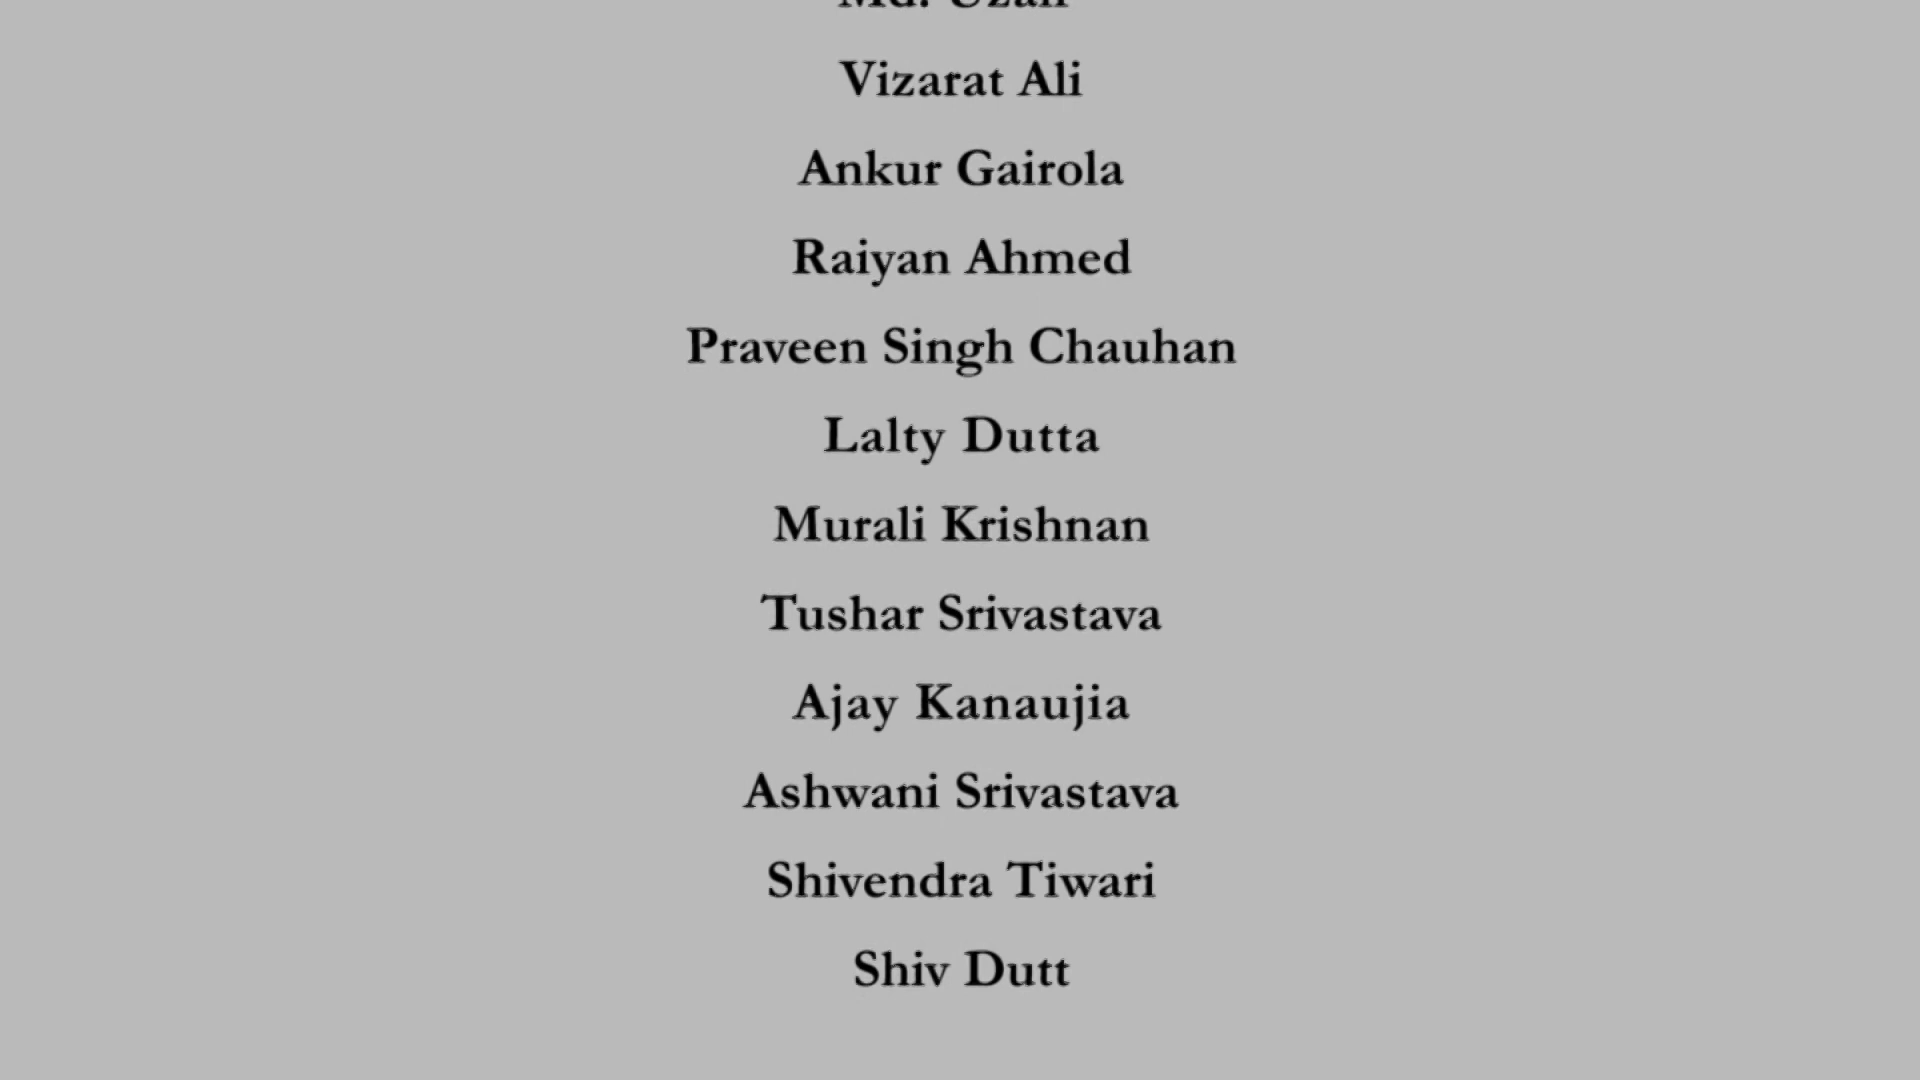 Vizarat Ali
Ankur Gairola
Raiyan Ahmed
Praveen Singh Chauhan
Lalty Dutta
Murali Krishnan
Tushar Srivastava
Ajay Kanaujia
Ashwani Srivastava
Shivendra Tiwari
Shiv Dutt